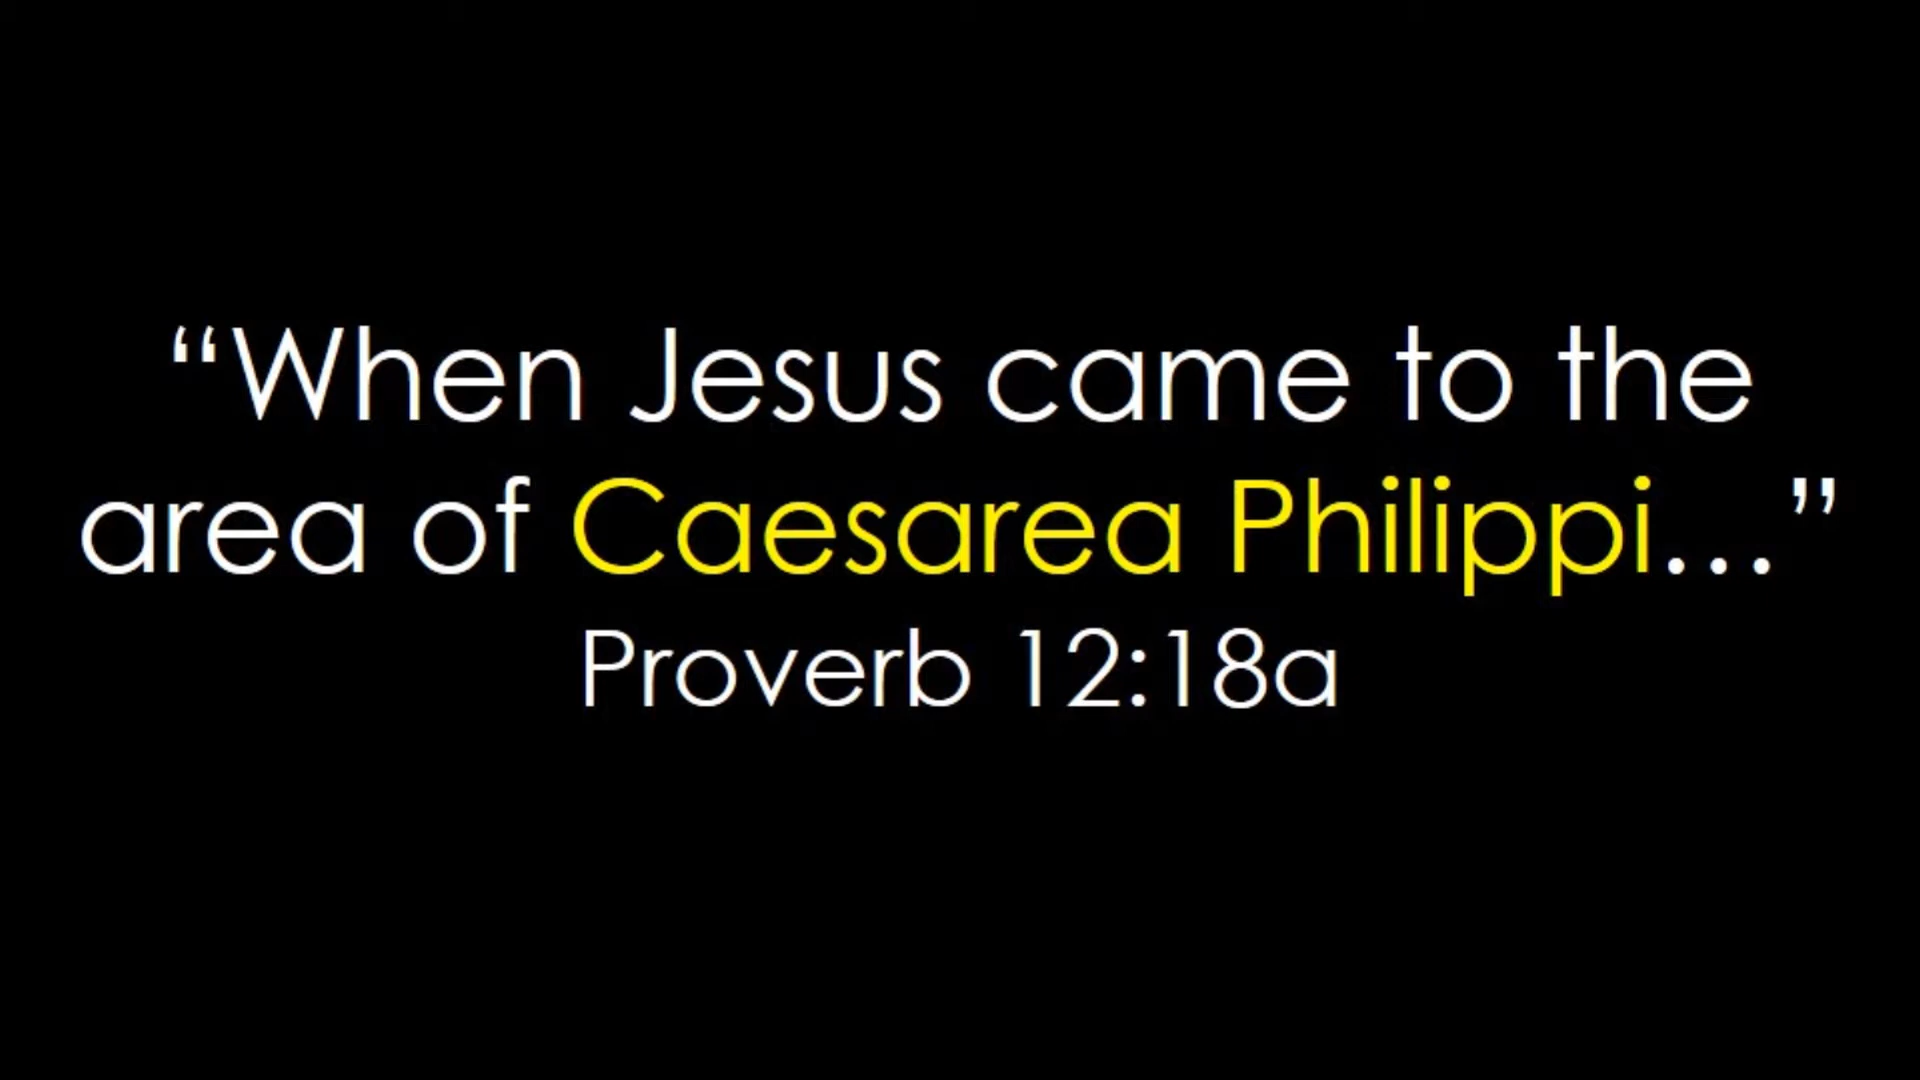 “When Jesus came to the
area of Caesarea Philippi…”
Proverb 12:18a